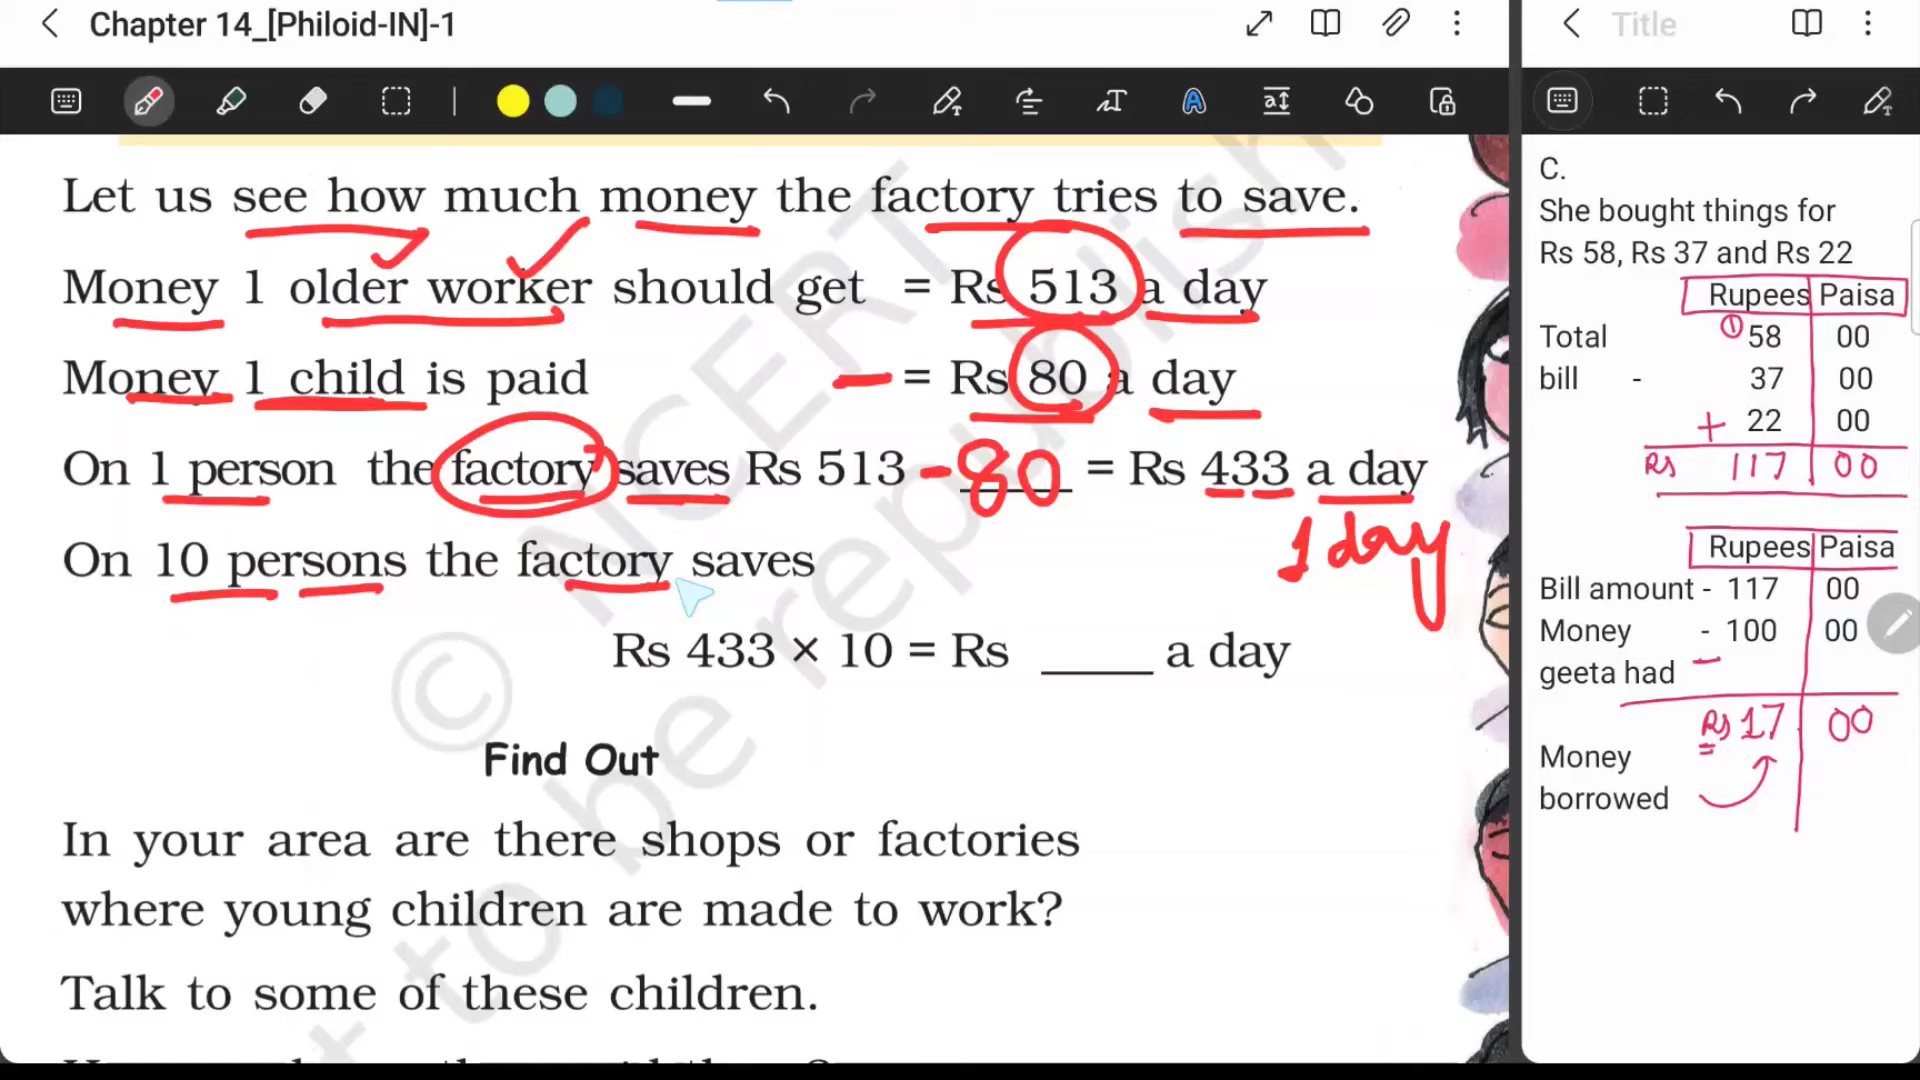 Chapter 14_[Philoid-IN]-1
Let us see how much money the factory tries to save.
Money 1 older worker should get = Rs 513 a day
Money 1 child is paid = Rs 80 a day
On 1 person the factory saves Rs 513 - 80 = Rs 433 a day
1 day
On 10 persons the factory saves
Rs 433 × 10 = Rs ____ a day
Find Out
In your area are there shops or factories
where young children are made to work?
Talk to some of these children.
© NCERT
not to be republished
Title
C.
She bought things for
Rs 58, Rs 37 and Rs 22
Rupees Paisa
Total ① 58 00
bill - 37 00
+ 22 00
Rs 117 00
Rupees Paisa
Bill amount - 117 00
Money - 100 00
geeta had
Rs 17 00
Money
borrowed